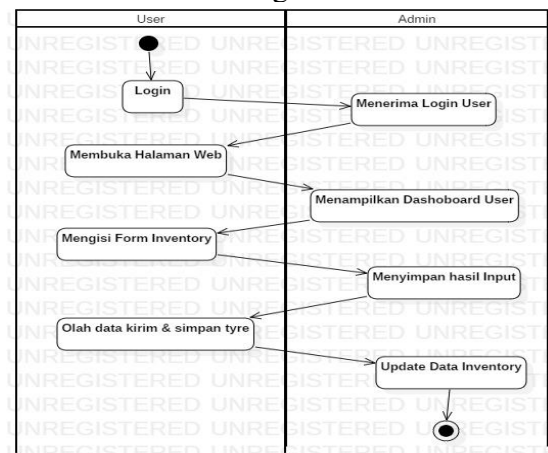 User
Admin
Login
Menerima Login User
Membuka Halaman Web
Menampilkan Dashoboard User
Mengisi Form Inventory
Menyimpan hasil Input
Olah data kirim & simpan tyre
Update Data Inventory